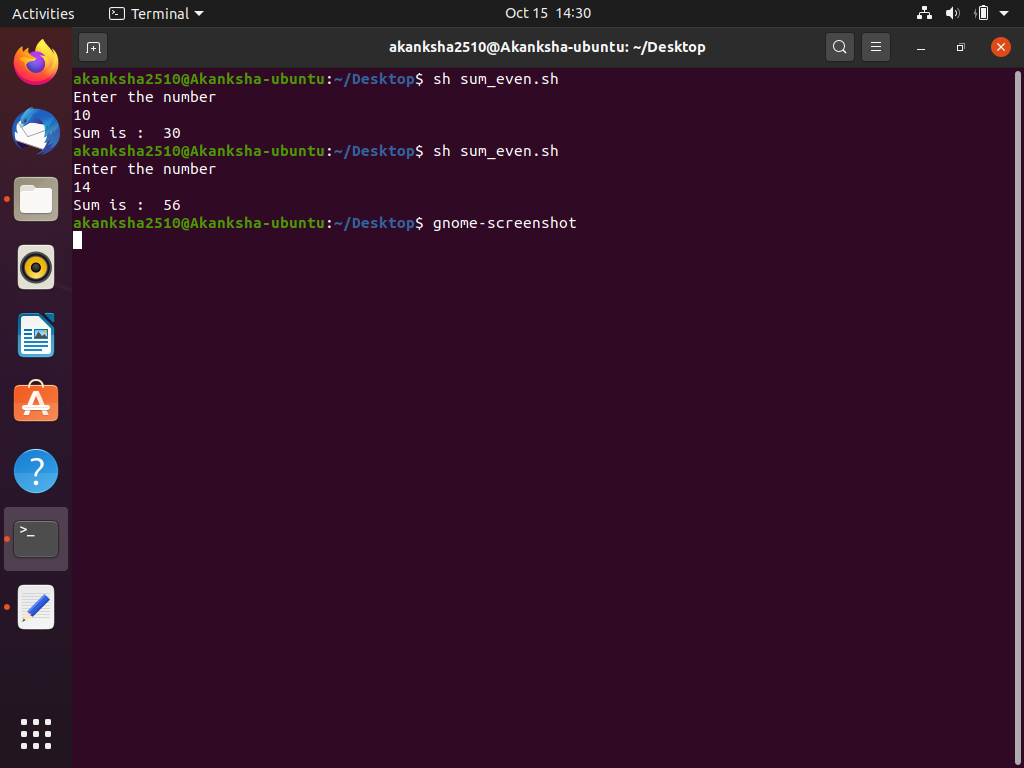 Activities
Terminal
Oct 15 14:30
akanksha2510@Akanksha-ubuntu: ~/Desktop
akanksha2510@Akanksha-ubuntu:~/Desktop$ sh sum_even.sh
Enter the number
10
Sum is :  30
akanksha2510@Akanksha-ubuntu:~/Desktop$ sh sum_even.sh
Enter the number
14
Sum is :  56
akanksha2510@Akanksha-ubuntu:~/Desktop$ gnome-screenshot